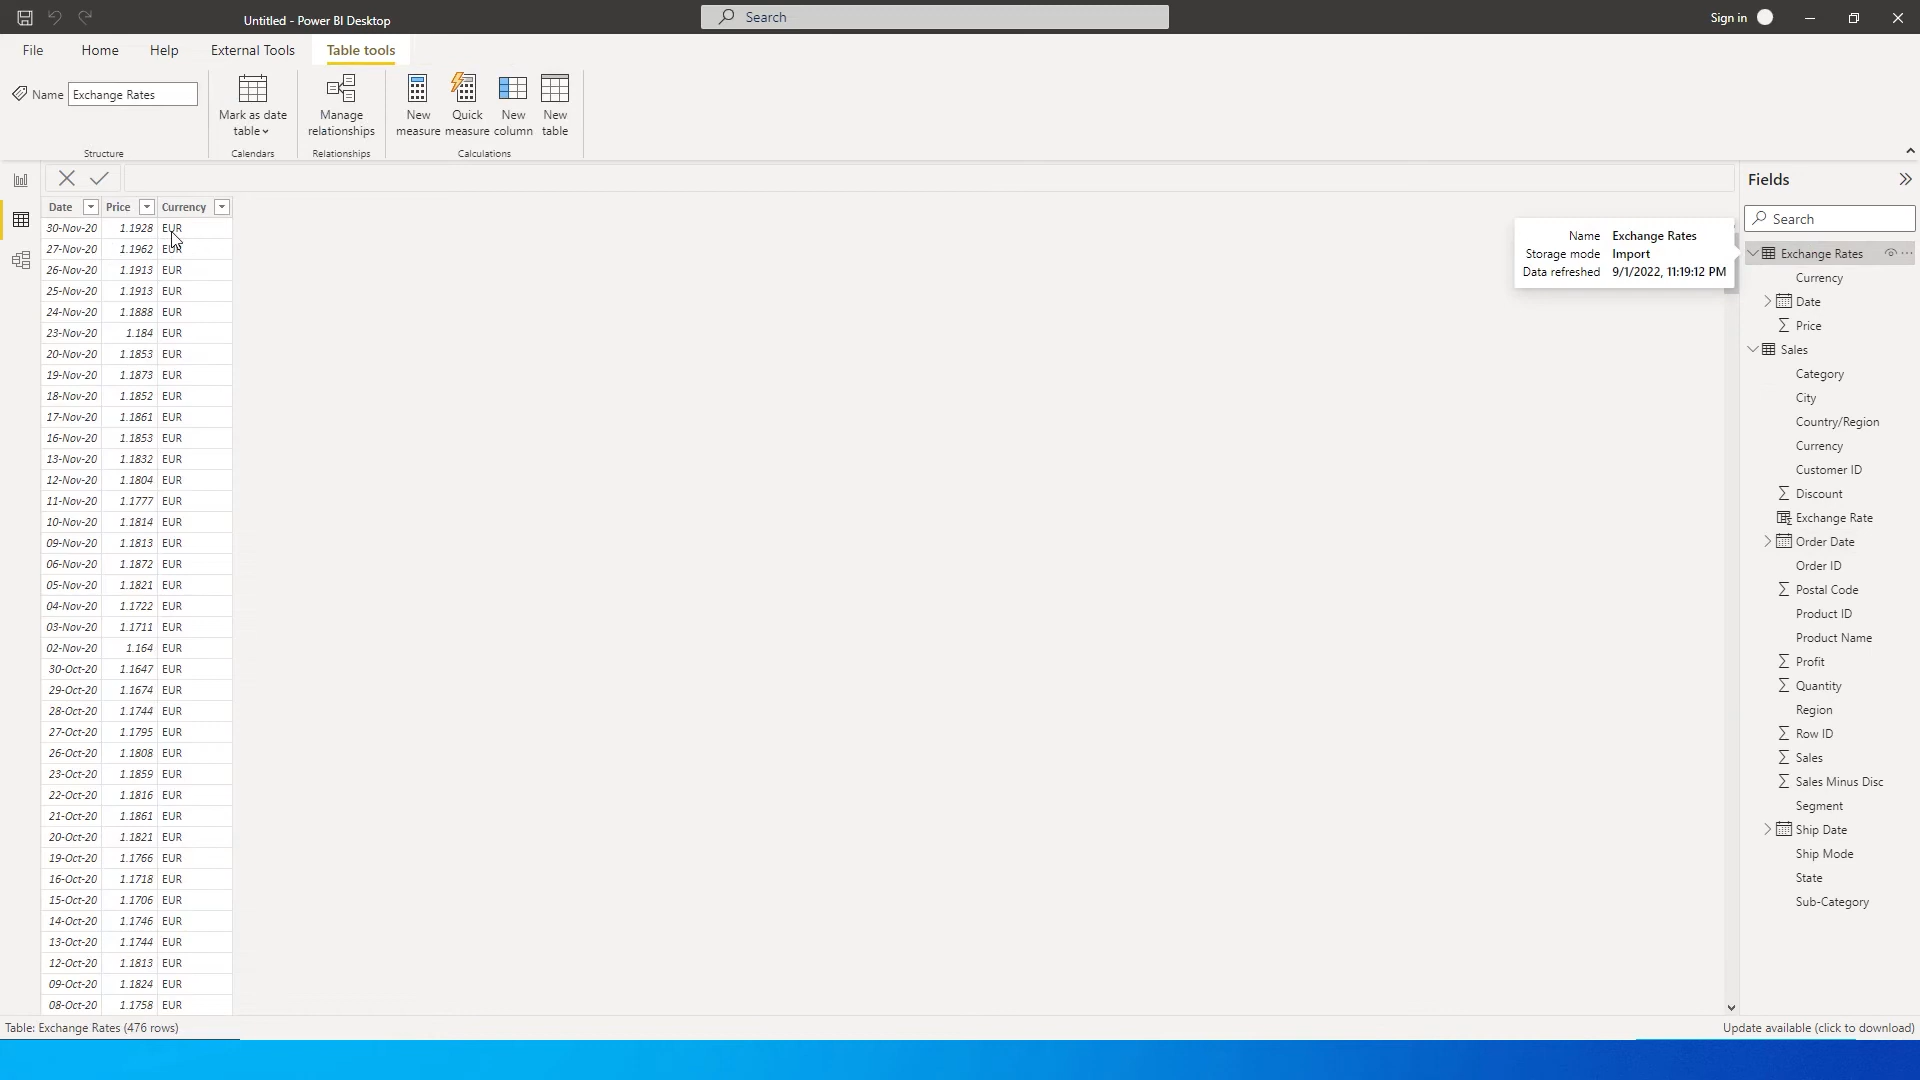 Untitled - Power BI Desktop
Search
Sign in
File
Home
Help
External Tools
Table tools
Name
Exchange Rates
Mark as date
table
Manage
relationships
New
measure
Quick
measure
New
column
New
table
Structure
Calendars
Relationships
Calculations
Date Price Currency
30-Nov-20 1.1928 EUR
27-Nov-20 1.1962 EUR
26-Nov-20 1.1913 EUR
25-Nov-20 1.1913 EUR
24-Nov-20 1.1888 EUR
23-Nov-20 1.184 EUR
20-Nov-20 1.1853 EUR
19-Nov-20 1.1873 EUR
18-Nov-20 1.1852 EUR
17-Nov-20 1.1861 EUR
16-Nov-20 1.1853 EUR
13-Nov-20 1.1832 EUR
12-Nov-20 1.1804 EUR
11-Nov-20 1.1777 EUR
10-Nov-20 1.1814 EUR
09-Nov-20 1.1813 EUR
06-Nov-20 1.1872 EUR
05-Nov-20 1.1821 EUR
04-Nov-20 1.1722 EUR
03-Nov-20 1.1711 EUR
02-Nov-20 1.164 EUR
30-Oct-20 1.1647 EUR
29-Oct-20 1.1674 EUR
28-Oct-20 1.1744 EUR
27-Oct-20 1.1795 EUR
26-Oct-20 1.1808 EUR
23-Oct-20 1.1859 EUR
22-Oct-20 1.1816 EUR
21-Oct-20 1.1861 EUR
20-Oct-20 1.1821 EUR
19-Oct-20 1.1766 EUR
16-Oct-20 1.1718 EUR
15-Oct-20 1.1706 EUR
14-Oct-20 1.1746 EUR
13-Oct-20 1.1744 EUR
12-Oct-20 1.1813 EUR
09-Oct-20 1.1824 EUR
08-Oct-20 1.1758 EUR
Name Exchange Rates
Storage mode Import
Data refreshed 9/1/2022, 11:19:12 PM
Fields
Search
Exchange Rates
Currency
Date
Price
Sales
Category
City
Country/Region
Currency
Customer ID
Discount
Exchange Rate
Order Date
Order ID
Postal Code
Product ID
Product Name
Profit
Quantity
Region
Row ID
Sales
Sales Minus Disc
Segment
Ship Date
Ship Mode
State
Sub-Category
Table: Exchange Rates (476 rows)
Update available (click to download)